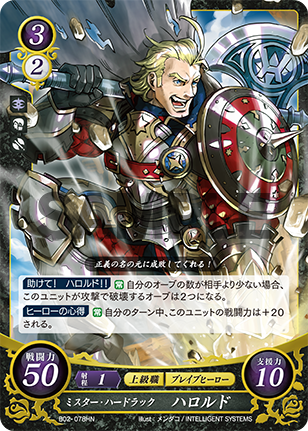 3
2
SAMPLE
正義の名の元に成敗してくれる!
助けて! ハロルド!! 常 自分のオーブの数が相手より少ない場合、
このユニットが攻撃で破壊するオーブは2つになる。
ヒーローの心得 常 自分のターン中、このユニットの戦闘力は+20
される。
戦闘力 50
射程 1 上級職 ブレイブヒーロー
支援力 10
ミスター・ハードラック ハロルド
B02-078HN illust:メンダコ / INTELLIGENT SYSTEMS